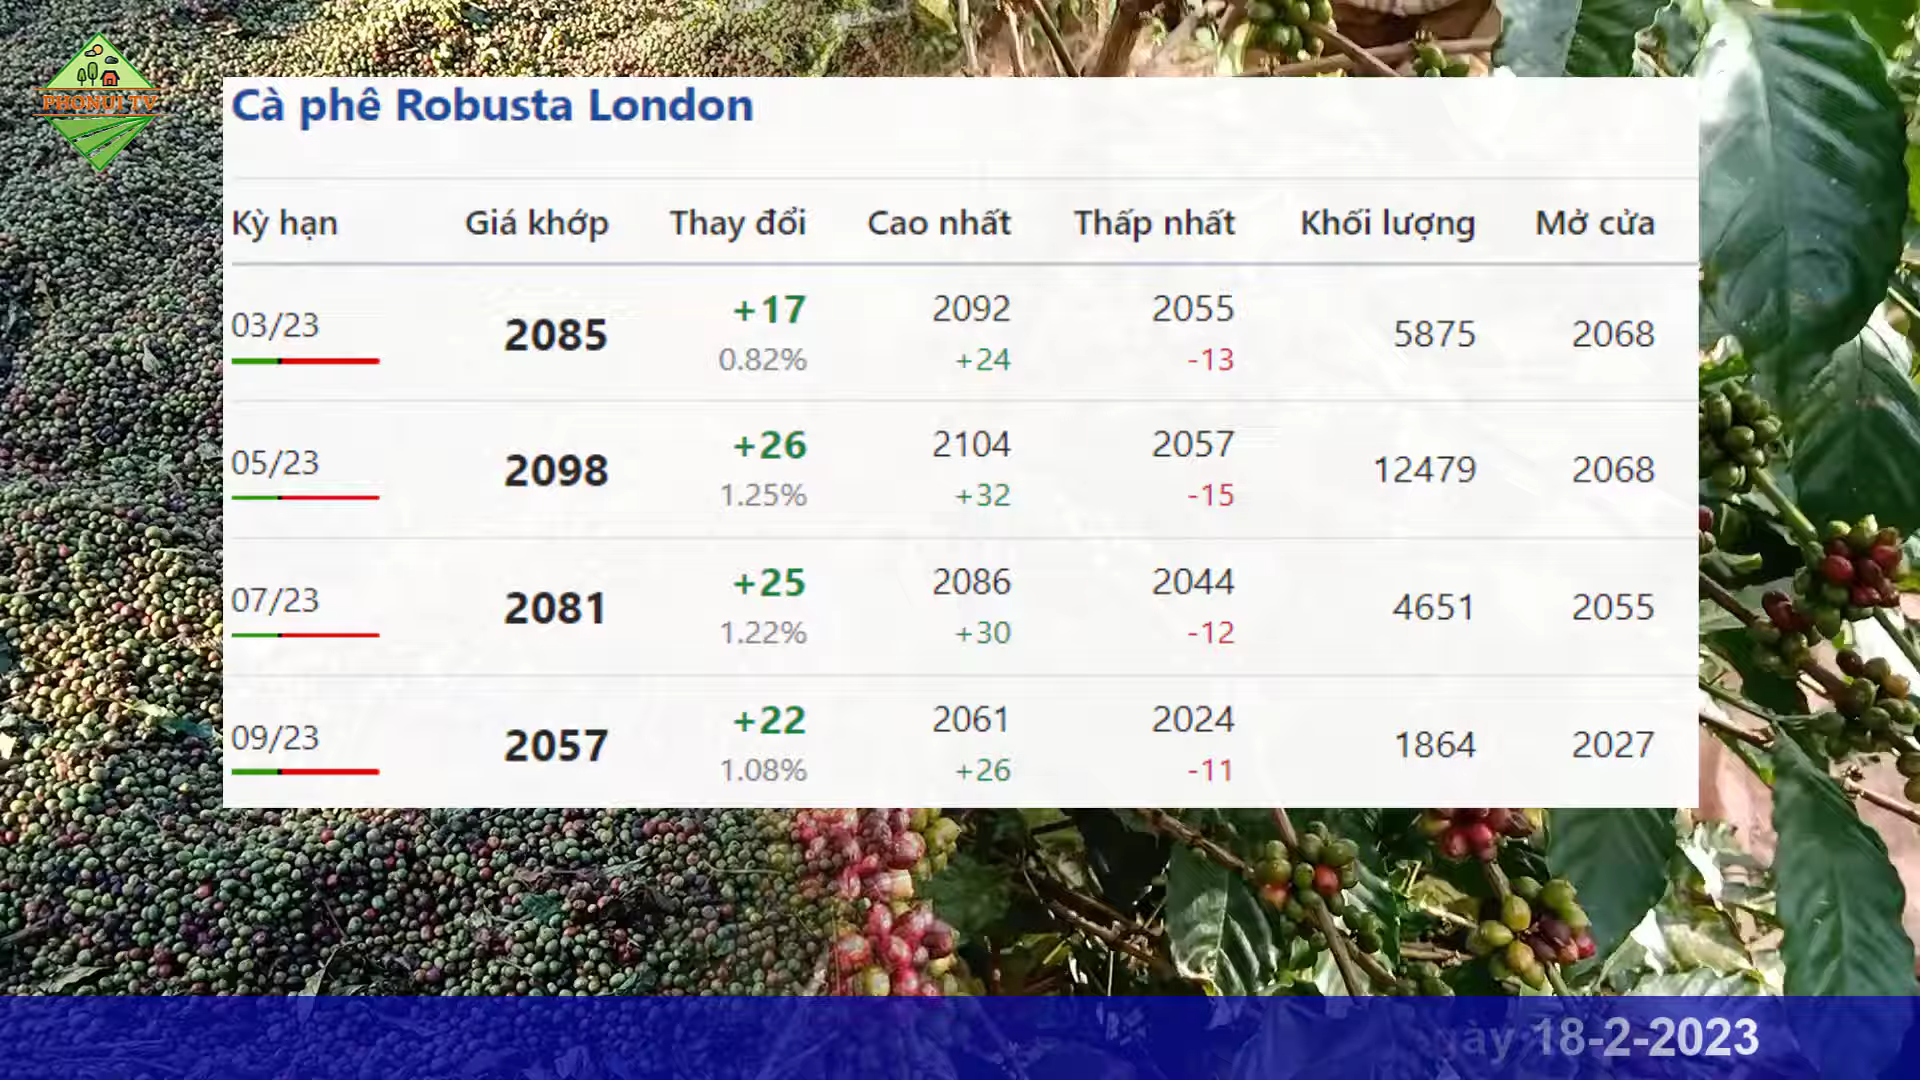 PHONUI TV
Cà phê Robusta London
Kỳ hạn Giá khớp Thay đổi Cao nhất Thấp nhất Khối lượng Mở cửa
03/23 2085 +17 2092 2055 5875 2068
0.82% +24 -13
05/23 2098 +26 2104 2057 12479 2068
1.25% +32 -15
07/23 2081 +25 2086 2044 4651 2055
1.22% +30 -12
09/23 2057 +22 2061 2024 1864 2027
1.08% +26 -11
gày 18-2-2023